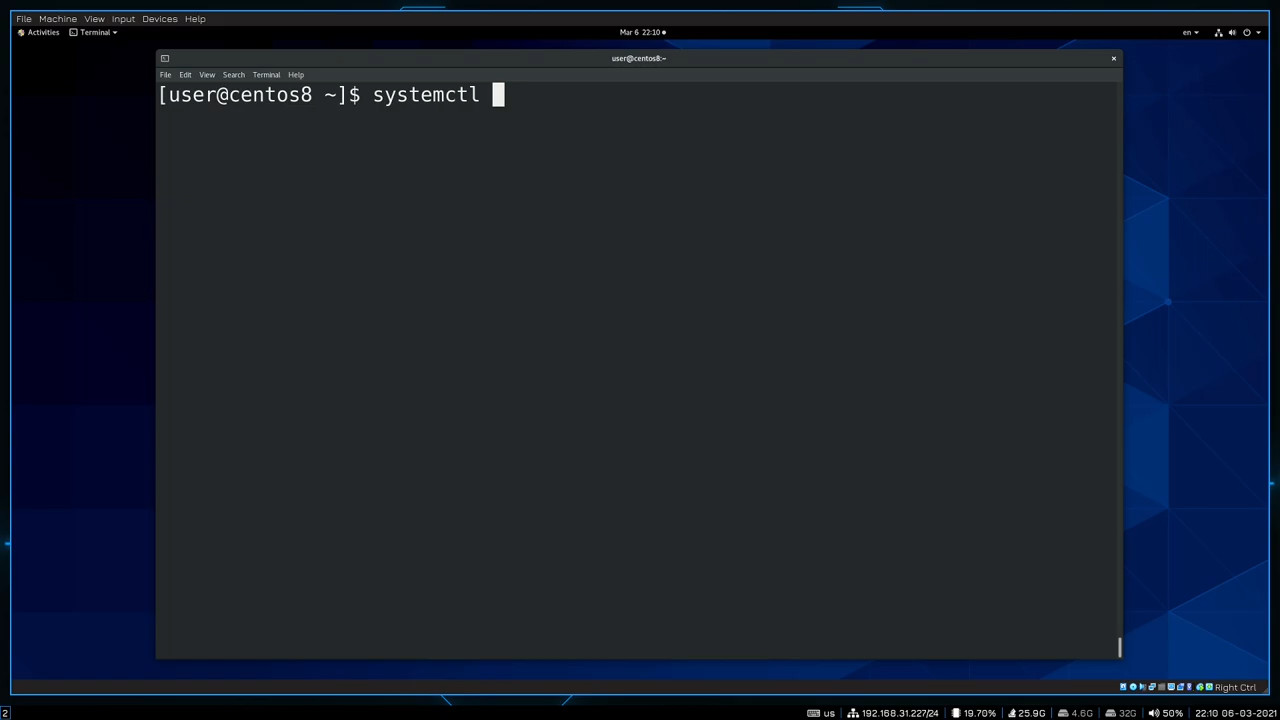 File Machine View Input Devices Help
Activities Terminal Mar 6 22:10 en
user@centos8:~
File Edit View Search Terminal Help
[user@centos8 ~]$ systemctl
Right Ctrl
2 us 192.168.31.227/24 19.70% 25.9G 4.6G 32G 50% 22:10 06-03-2021